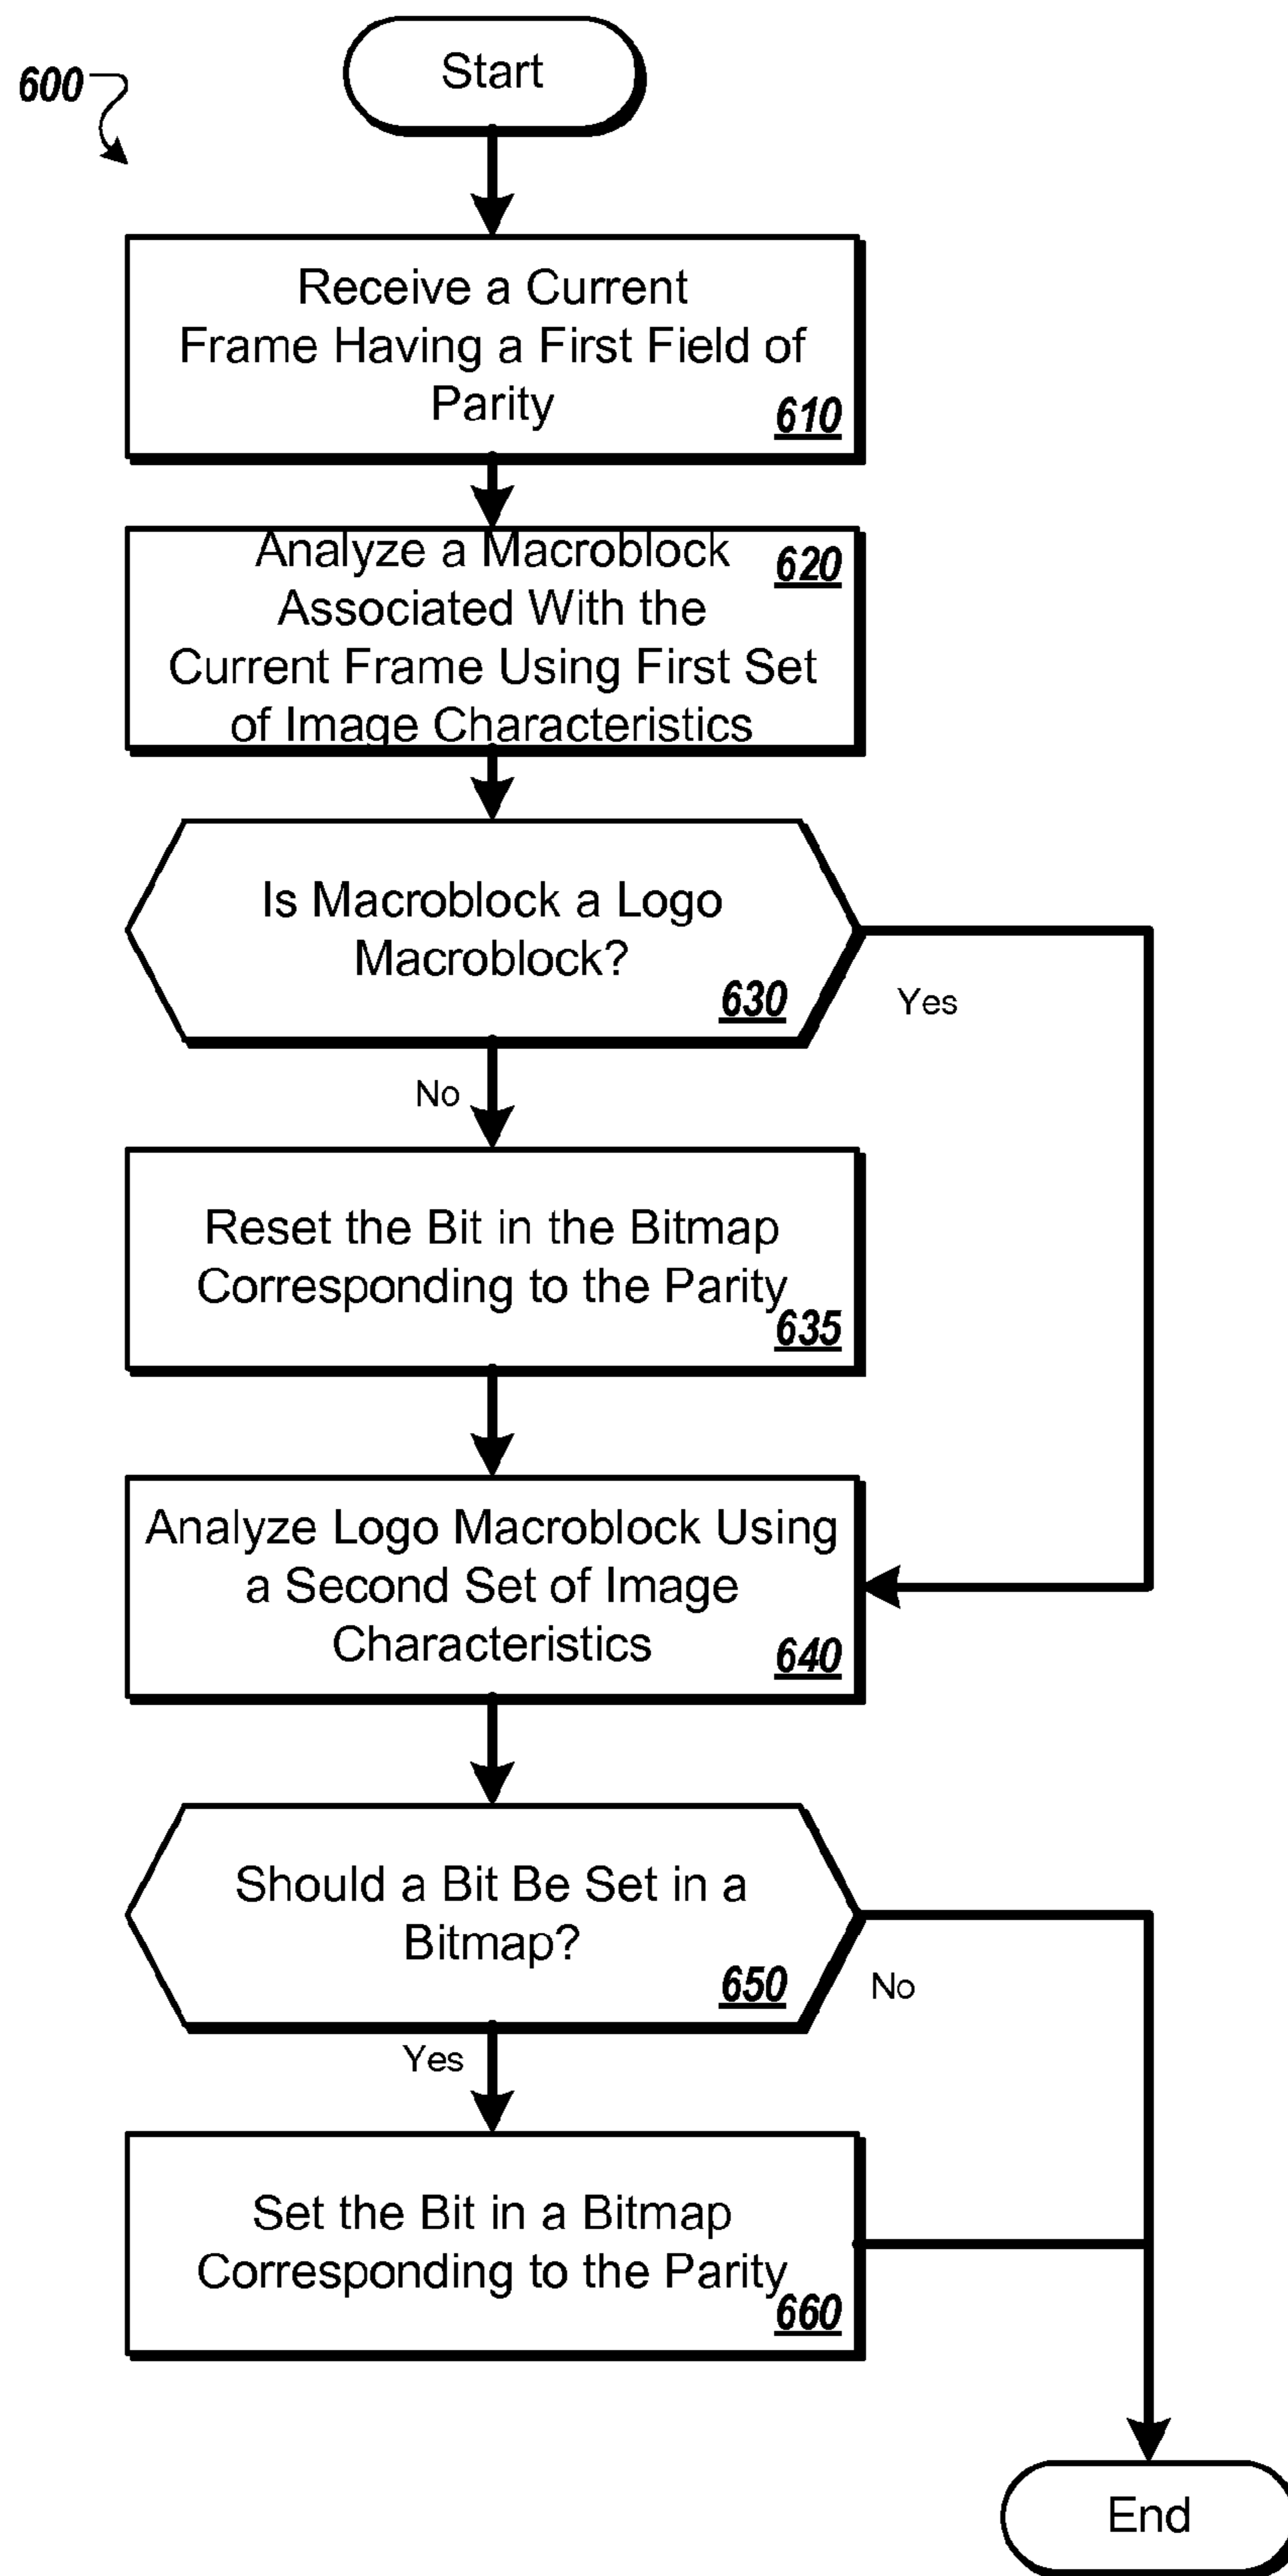 600
Start
Receive a Current
Frame Having a First Field of
Parity
610
Analyze a Macroblock
620
Associated With the
Current Frame Using First Set
of Image Characteristics
Is Macroblock a Logo
Macroblock?
630
Yes
No
Reset the Bit in the Bitmap
Corresponding to the Parity
635
Analyze Logo Macroblock Using
a Second Set of Image
Characteristics
640
Should a Bit Be Set in a
Bitmap?
650
No
Yes
Set the Bit in a Bitmap
Corresponding to the Parity
660
End